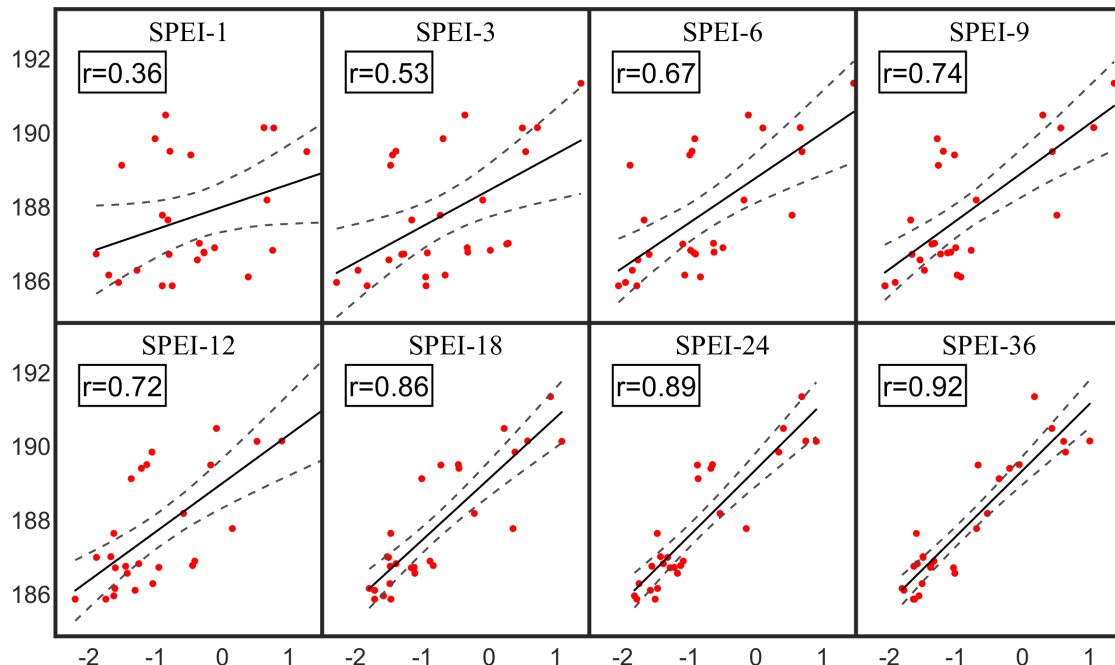 SPEI-1 SPEI-3 SPEI-6 SPEI-9
192
r=0.36 r=0.53 r=0.67 r=0.74
190
188
186
SPEI-12 SPEI-18 SPEI-24 SPEI-36
192
r=0.72 r=0.86 r=0.89 r=0.92
190
188
186
-2 -1 0 1 -2 -1 0 1 -2 -1 0 1 -2 -1 0 1